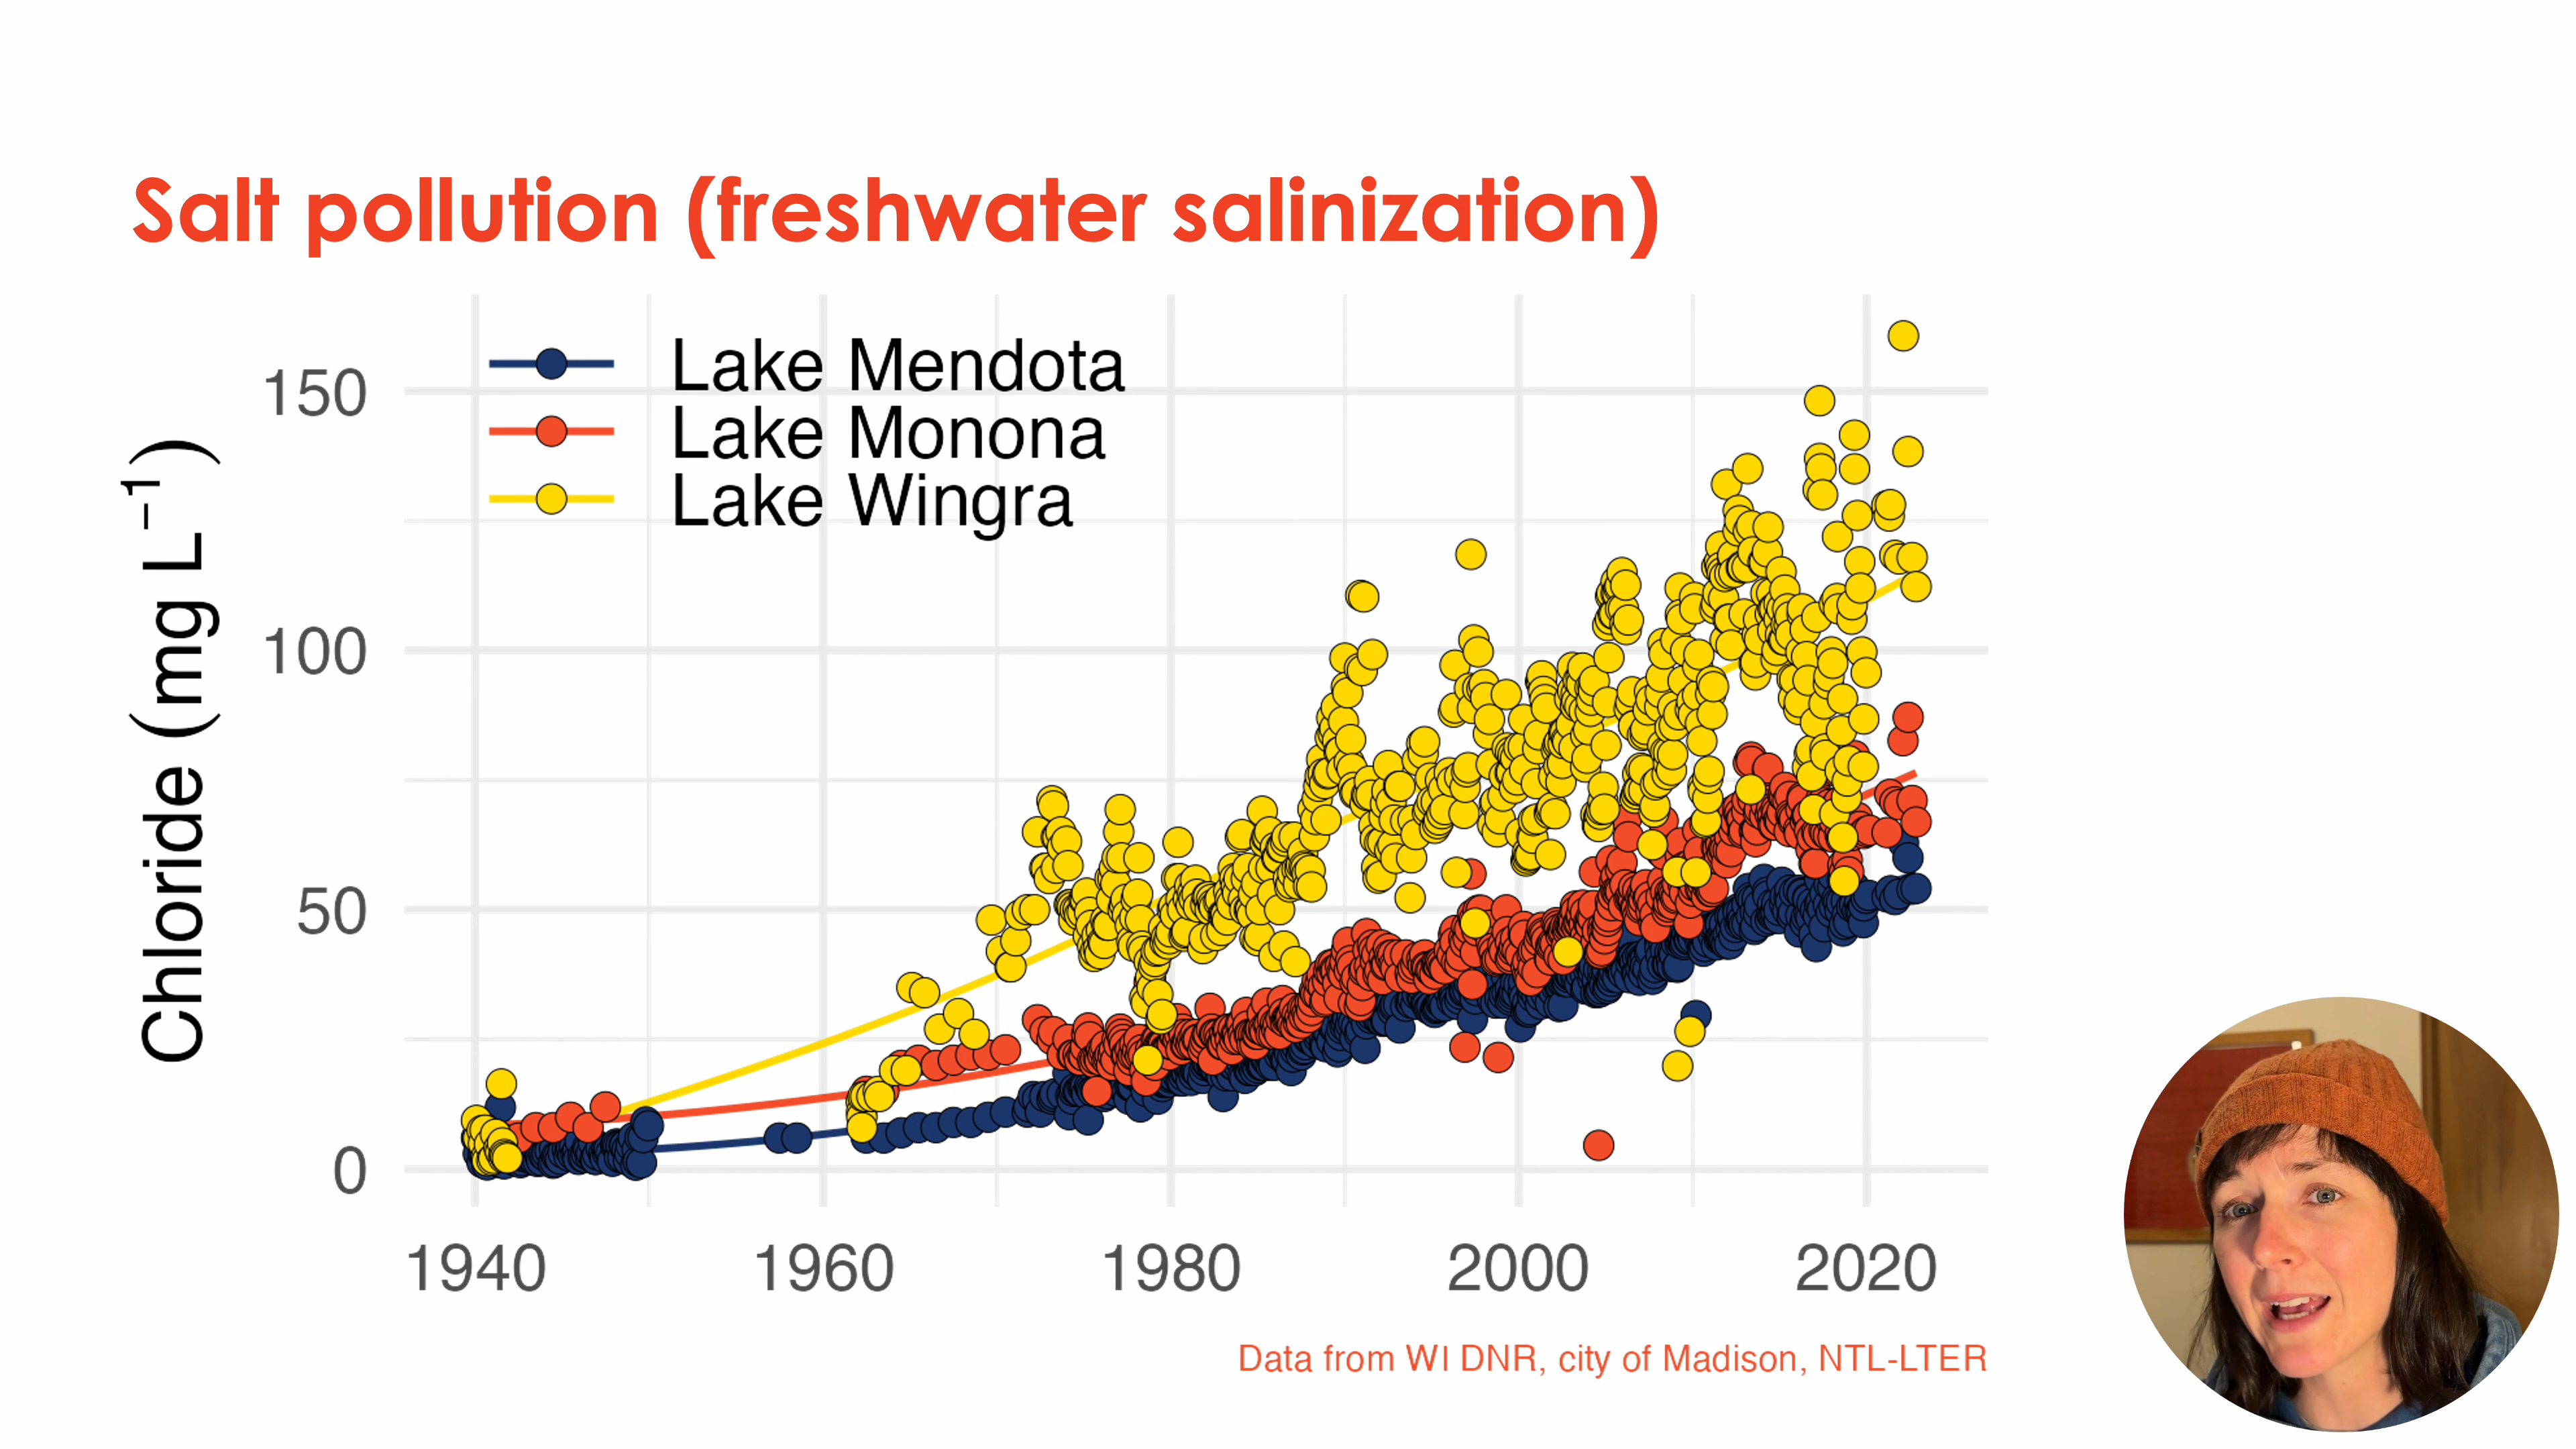 Salt pollution (freshwater salinization)
Lake Mendota
Lake Monona
Lake Wingra
Chloride (mg L⁻¹)
150
100
50
0
1940 1960 1980 2000 2020
Data from WI DNR, city of Madison, NTL-LTER